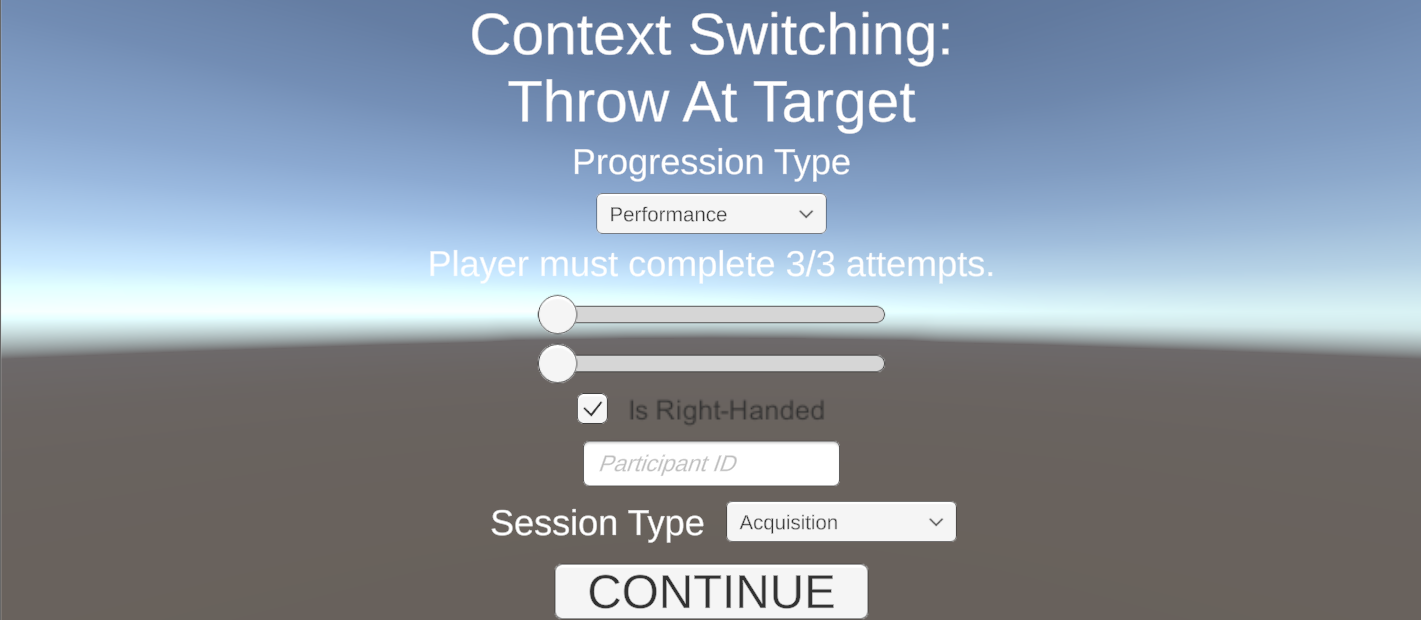 Context Switching:
Throw At Target
Progression Type
Performance
Player must complete 3/3 attempts.
Is Right-Handed
Participant ID
Session Type Acquisition
CONTINUE